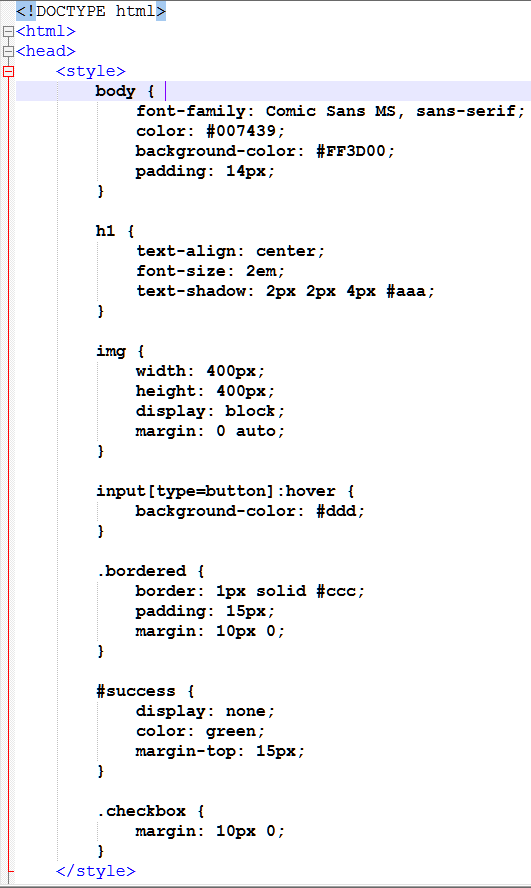 <!DOCTYPE html>
<html>
<head>
<style>
body {
font-family: Comic Sans MS, sans-serif;
color: #007439;
background-color: #FF3D00;
padding: 14px;
}
h1 {
text-align: center;
font-size: 2em;
text-shadow: 2px 2px 4px #aaa;
}
img {
width: 400px;
height: 400px;
display: block;
margin: 0 auto;
}
input[type=button]:hover {
background-color: #ddd;
}
.bordered {
border: 1px solid #ccc;
padding: 15px;
margin: 10px 0;
}
#success {
display: none;
color: green;
margin-top: 15px;
}
.checkbox {
margin: 10px 0;
}
</style>